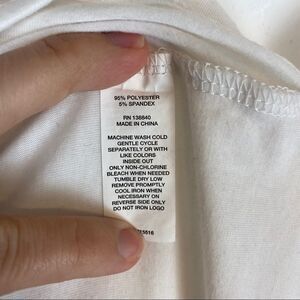 95% POLYESTER
5% SPANDEX
RN 136840
MADE IN CHINA
MACHINE WASH COLD
GENTLE CYCLE
SEPARATELY OR WITH
LIKE COLORS
INSIDE OUT
ONLY NON-CHLORINE
BLEACH WHEN NEEDED
TUMBLE DRY LOW
REMOVE PROMPTLY
COOL IRON WHEN
NECESSARY ON
REVERSE SIDE ONLY
DO NOT IRON LOGO